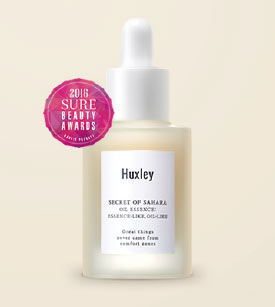 2016
SURE
BEAUTY
AWARDS
Huxley
SECRET OF SAHARA
OIL ESSENCE;
ESSENCE-LIKE, OIL-LIKE
Great things
never came from
comfort zones